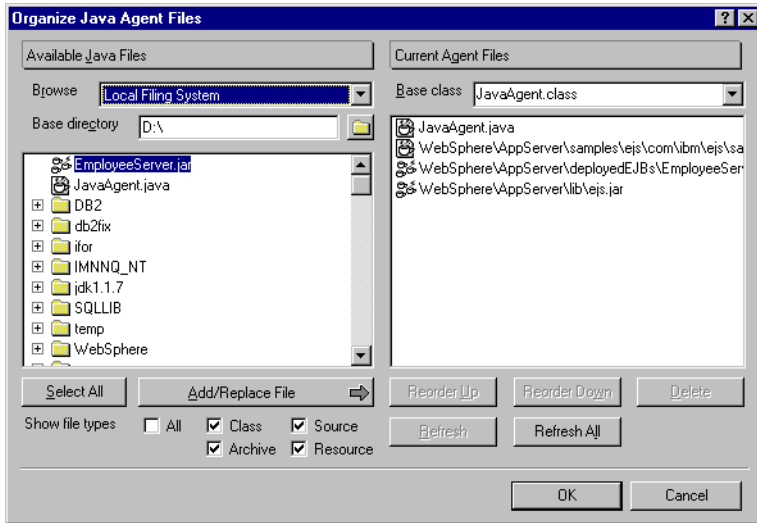 Organize Java Agent Files
Available Java Files
Browse
Local Filing System
Base directory
D:\
EmployeeServer.jar
JavaAgent.java
DB2
db2fix
ifor
IMNNQ_NT
jdk1.1.7
SQLLIB
temp
WebSphere
Select All
Add/Replace File
Show file types
All
Class
Source
Archive
Resource
Current Agent Files
Base class
JavaAgent.class
JavaAgent.java
WebSphere\AppServer\samples\ejs\com\ibm\ejs\sa
WebSphere\AppServer\deployedEJBs\EmployeeSer
WebSphere\AppServer\lib\ejs.jar
Reorder Up
Reorder Down
Delete
Refresh
Refresh All
OK
Cancel